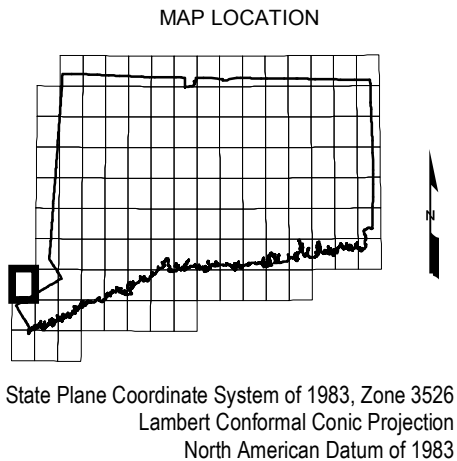 MAP LOCATION
N
State Plane Coordinate System of 1983, Zone 3526
Lambert Conformal Conic Projection
North American Datum of 1983